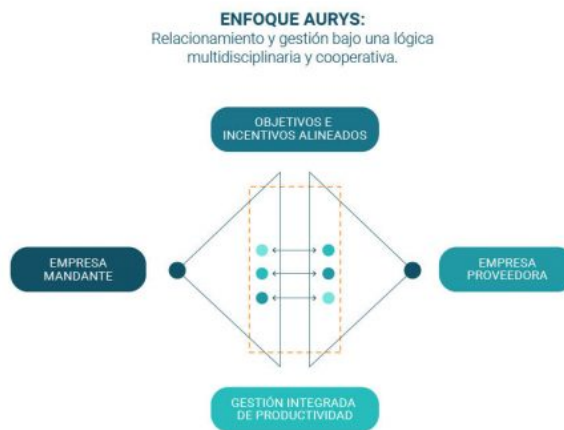 ENFOQUE AURYS:
Relacionamiento y gestión bajo una lógica
multidisciplinaria y cooperativa.
OBJETIVOS E
INCENTIVOS ALINEADOS
EMPRESA
MANDANTE
EMPRESA
PROVEEDORA
GESTIÓN INTEGRADA
DE PRODUCTIVIDAD